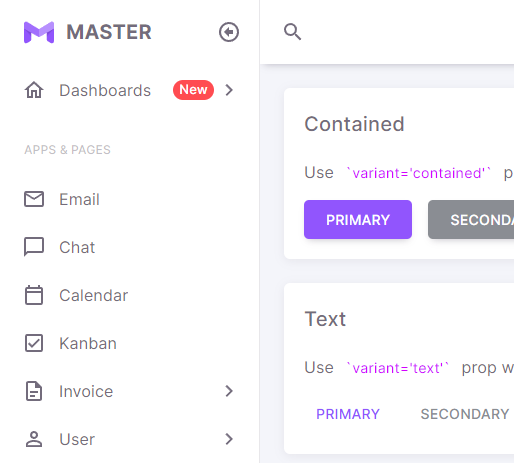 MASTER
Dashboards New
APPS & PAGES
Email
Chat
Calendar
Kanban
Invoice
User
Contained
Use `variant='contained'` p
PRIMARY SECONDA
Text
Use `variant='text'` prop w
PRIMARY SECONDARY